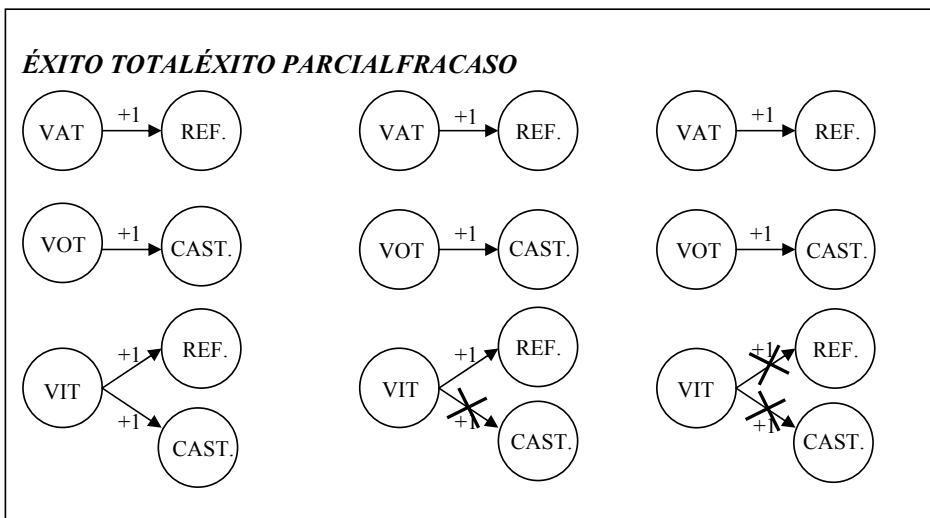 ÉXITO TOTALÉXITO PARCIALFRACASO
VAT +1 REF. VAT +1 REF. VAT +1 REF.
VOT +1 CAST. VOT +1 CAST. VOT +1 CAST.
+1 REF. +1 REF. +1 REF.
VIT VIT VIT
+1 CAST. +1 CAST. +1 CAST.